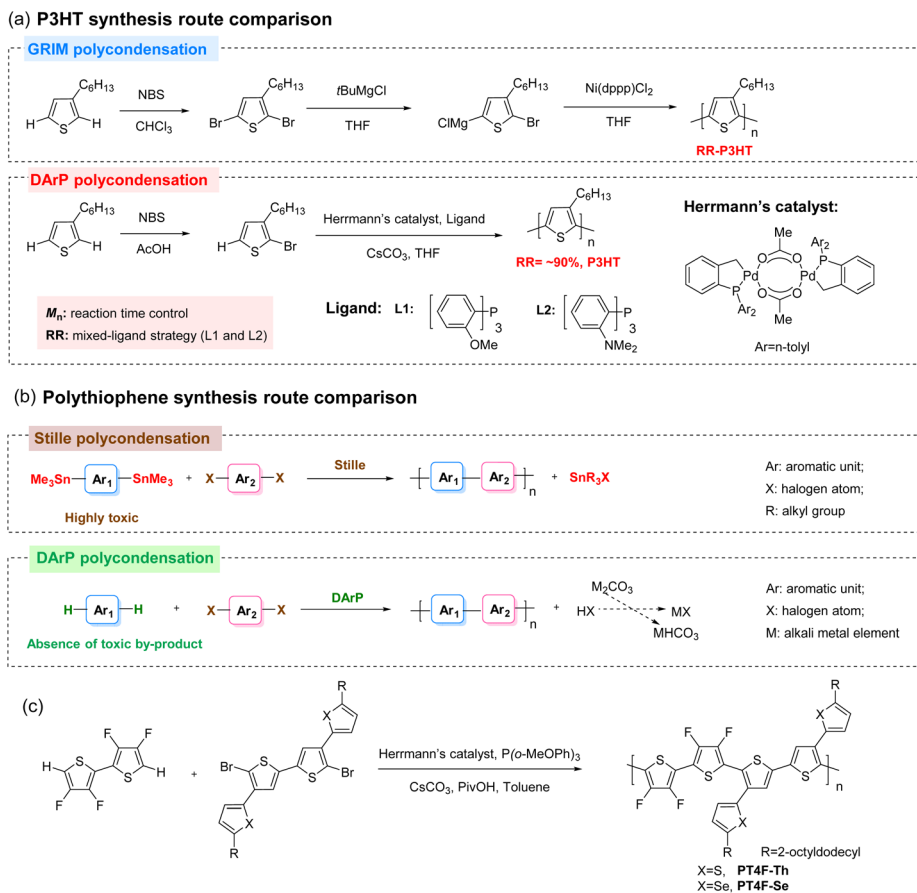 (a) P3HT synthesis route comparison
GRIM polycondensation
C6H13
H S H
NBS
CHCl3
C6H13
Br S Br
tBuMgCl
THF
C6H13
ClMg S Br
Ni(dppp)Cl2
THF
C6H13
S n
RR-P3HT
DArP polycondensation
C6H13
H S H
NBS
AcOH
C6H13
H S Br
Herrmann's catalyst, Ligand
CsCO3, THF
C6H13
S n
RR= ~90%, P3HT
Herrmann's catalyst:
Me
Ar2
O O
Pd Pd
P P
O O
Ar2
Me
Ar=n-tolyl
Mn: reaction time control
RR: mixed-ligand strategy (L1 and L2)
Ligand: L1: P 3
OMe
L2: P 3
NMe2
(b) Polythiophene synthesis route comparison
Stille polycondensation
Me3Sn Ar1 SnMe3 + X Ar2 X Stille Ar1 Ar2 n + SnR3X
Highly toxic
Ar: aromatic unit;
X: halogen atom;
R: alkyl group
DArP polycondensation
H Ar1 H + X Ar2 X DArP Ar1 Ar2 n + HX M2CO3 MX
MHCO3
Absence of toxic by-product
Ar: aromatic unit;
X: halogen atom;
M: alkali metal element
(c)
F F
H S S H
F F
+
R
X S
Br S S Br
X
R
Herrmann's catalyst, P(o-MeOPh)3
CsCO3, PivOH, Toluene
R
X
F F
S S S S n
F F
X
R
R=2-octyldodecyl
X=S, PT4F-Th
X=Se, PT4F-Se